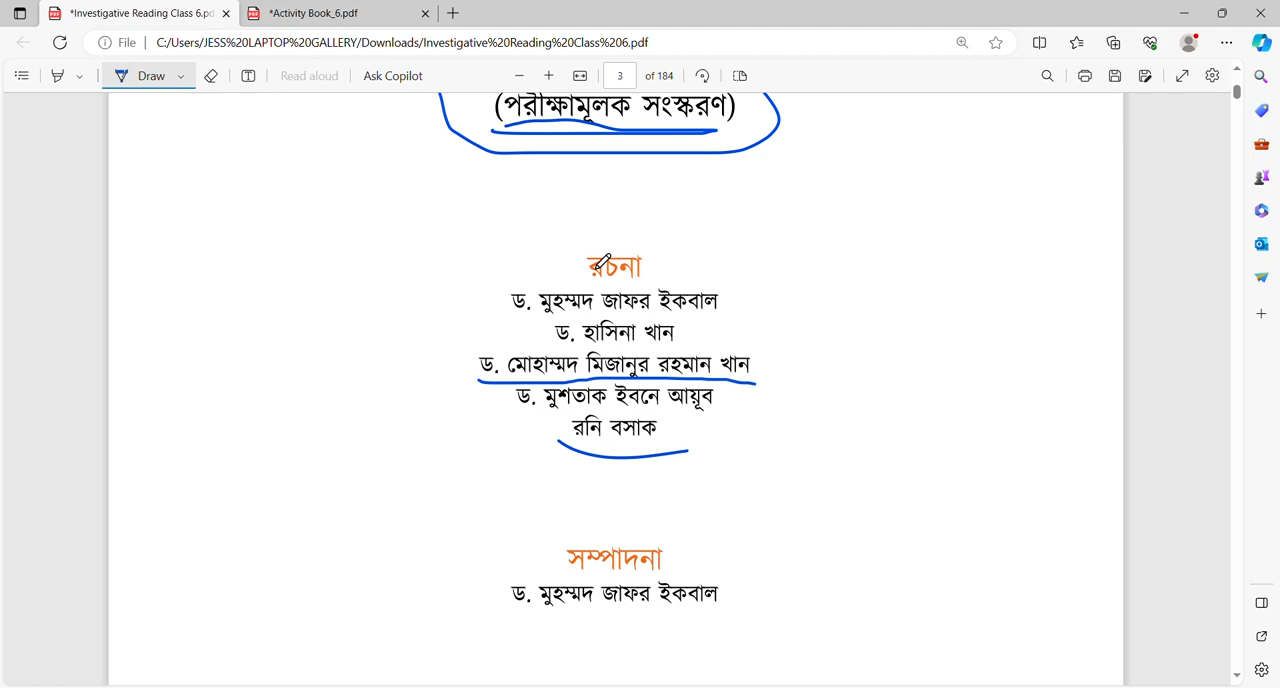 *Investigative Reading Class 6.pd
*Activity Book_6.pdf
File
C:/Users/JESS%20LAPTOP%20GALLERY/Downloads/Investigative%20Reading%20Class%206.pdf
Draw
Read aloud
Ask Copilot
3
of 184
(পরীক্ষামূলক সংস্করণ)
রচনা
ড. মুহম্মদ জাফর ইকবাল
ড. হাসিনা খান
ড. মোহাম্মদ মিজানুর রহমান খান
ড. মুশতাক ইবনে আয়ূব
রনি বসাক
সম্পাদনা
ড. মুহম্মদ জাফর ইকবাল